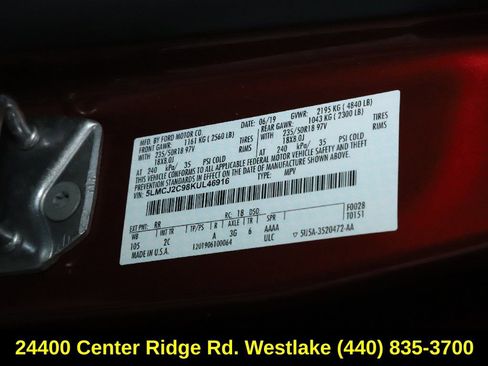 MFD. BY FORD MOTOR CO.
DATE: 06/19 GVWR: 2195 KG ( 4840 LB)
FRONT GAWR: 1161 KG ( 2560 LB) REAR GAWR: 1043 KG ( 2300 LB)
WITH 235/50R18 97V TIRES WITH 235/50R18 97V TIRES
18X8.0J RIMS 18X8.0J RIMS
AT 240 kPa/ 35 PSI COLD AT 240 kPa/ 35 PSI COLD
THIS VEHICLE CONFORMS TO ALL APPLICABLE FEDERAL MOTOR VEHICLE SAFETY AND THEFT
PREVENTION STANDARDS IN EFFECT ON THE DATE OF MANUFACTURE SHOWN ABOVE.
VIN: 5LMCJ2C98KUL46916 TYPE: MPV
EXT PNT: RR RC: 18 DSO: F0028
WB INT TR TP/PS R AXLE TR SPR 10151
105 2C A 3G 6 AAAA
MADE IN U.S.A. 1201906100064 ULC 5U5A-3520472-AA
24400 Center Ridge Rd. Westlake (440) 835-3700